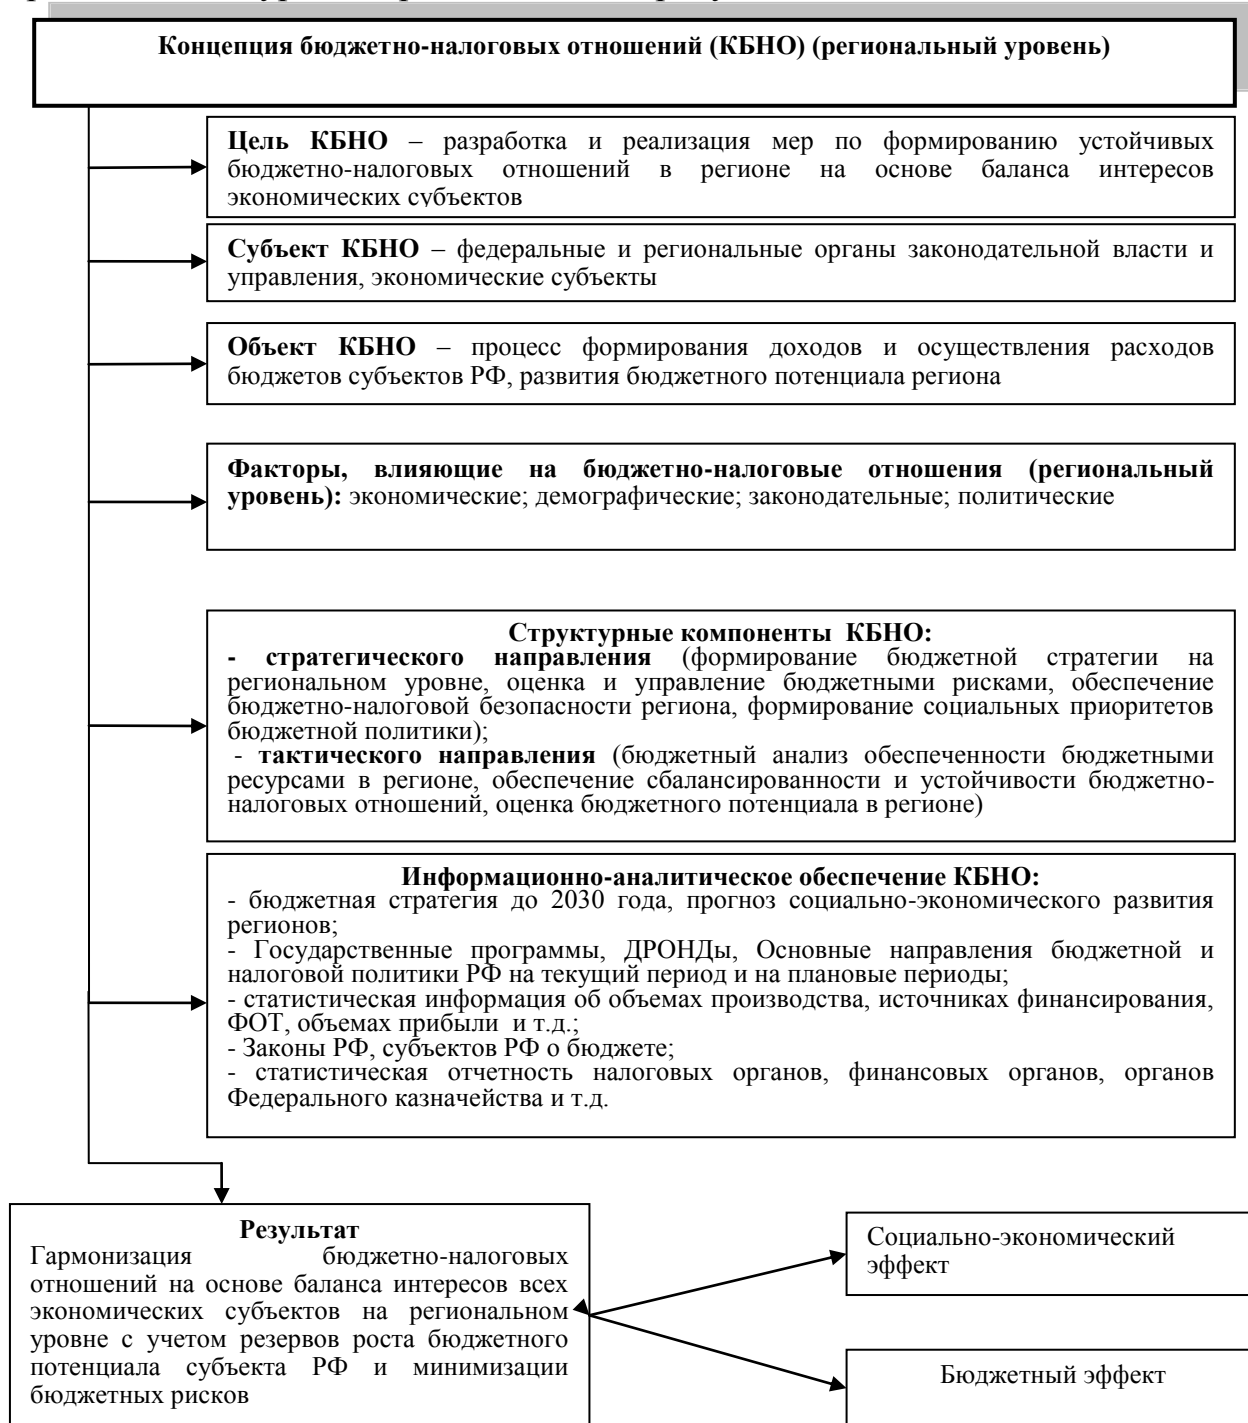 Концепция бюджетно-налоговых отношений (КБНО) (региональный уровень)
Цель КБНО – разработка и реализация мер по формированию устойчивых
бюджетно-налоговых отношений в регионе на основе баланса интересов
экономических субъектов
Субъект КБНО – федеральные и региональные органы законодательной власти и
управления, экономические субъекты
Объект КБНО – процесс формирования доходов и осуществления расходов
бюджетов субъектов РФ, развития бюджетного потенциала региона
Факторы, влияющие на бюджетно-налоговые отношения (региональный
уровень): экономические; демографические; законодательные; политические
Структурные компоненты КБНО:
- стратегического направления (формирование бюджетной стратегии на
региональном уровне, оценка и управление бюджетными рисками, обеспечение
бюджетно-налоговой безопасности региона, формирование социальных приоритетов
бюджетной политики);
- тактического направления (бюджетный анализ обеспеченности бюджетными
ресурсами в регионе, обеспечение сбалансированности и устойчивости бюджетно-
налоговых отношений, оценка бюджетного потенциала в регионе)
Информационно-аналитическое обеспечение КБНО:
- бюджетная стратегия до 2030 года, прогноз социально-экономического развития
регионов;
- Государственные программы, ДРОНДы, Основные направления бюджетной и
налоговой политики РФ на текущий период и на плановые периоды;
- статистическая информация об объемах производства, источниках финансирования,
ФОТ, объемах прибыли и т.д.;
- Законы РФ, субъектов РФ о бюджете;
- статистическая отчетность налоговых органов, финансовых органов, органов
Федерального казначейства и т.д.
Результат
Гармонизация бюджетно-налоговых
отношений на основе баланса интересов всех
экономических субъектов на региональном
уровне с учетом резервов роста бюджетного
потенциала субъекта РФ и минимизации
бюджетных рисков
Социально-экономический
эффект
Бюджетный эффект